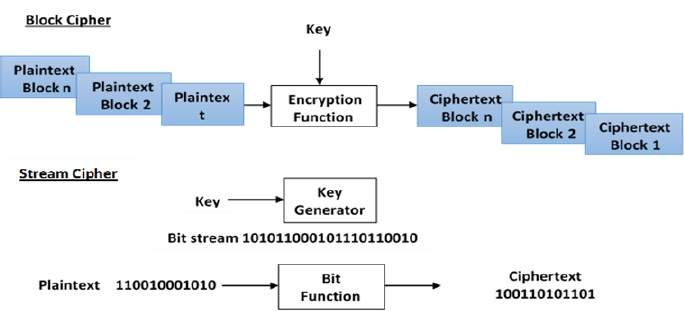 Block Cipher
Key
Plaintext
Block n
Plaintext
Block 2
Plaintex
t
Encryption
Function
Ciphertext
Block n
Ciphertext
Block 2
Ciphertext
Block 1
Stream Cipher
Key
Key
Generator
Bit stream 101011000101110110010
Plaintext 110010001010
Bit
Function
Ciphertext
100110101101